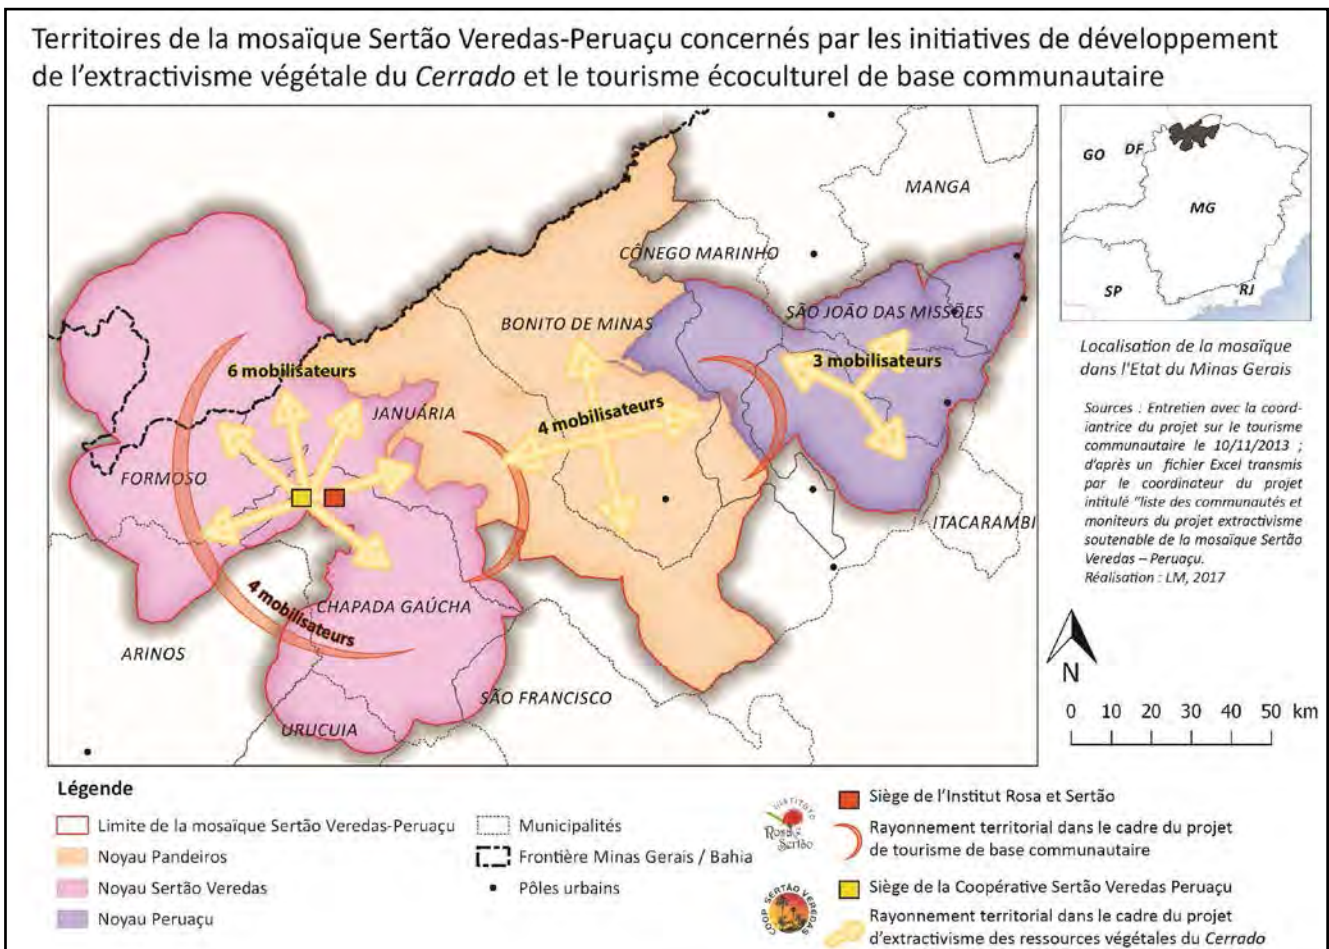 Territoires de la mosaïque Sertão Veredas-Peruaçu concernés par les initiatives de développement
de l'extractivisme végétale du Cerrado et le tourisme écoculturel de base communautaire
MANGA
CÔNEGO MARINHO
SÃO JOÃO DAS MISSÕES
BONITO DE MINAS
3 mobilisateurs
6 mobilisateurs
JANUÁRIA
4 mobilisateurs
FORMOSO
ITACARAMBI
CHAPADA GAÚCHA
4 mobilisateurs
ARINOS
SÃO FRANCISCO
URUCUIA
GO
DF
MG
SP
RJ
Localisation de la mosaïque
dans l'Etat du Minas Gerais
Sources : Entretien avec la coord-
iantrice du projet sur le tourisme
communautaire le 10/11/2013 ;
d'après un fichier Excel transmis
par le coordinateur du projet
intitulé "liste des communautés et
moniteurs du projet extractivisme
soutenable de la mosaïque Sertão
Veredas – Peruaçu.
Réalisation : LM, 2017
N
0 10 20 30 40 50 km
Légende
Limite de la mosaïque Sertão Veredas-Peruaçu
Noyau Pandeiros
Noyau Sertão Veredas
Noyau Peruaçu
Municipalités
Frontière Minas Gerais / Bahia
Pôles urbains
INSTITUTO
Rosa e
Sertão
Siège de l'Institut Rosa et Sertão
Rayonnement territorial dans le cadre du projet
de tourisme de base communautaire
COOP SERTÃO VEREDAS
Siège de la Coopérative Sertão Veredas Peruaçu
Rayonnement territorial dans le cadre du projet
d'extractivisme des ressources végétales du Cerrado